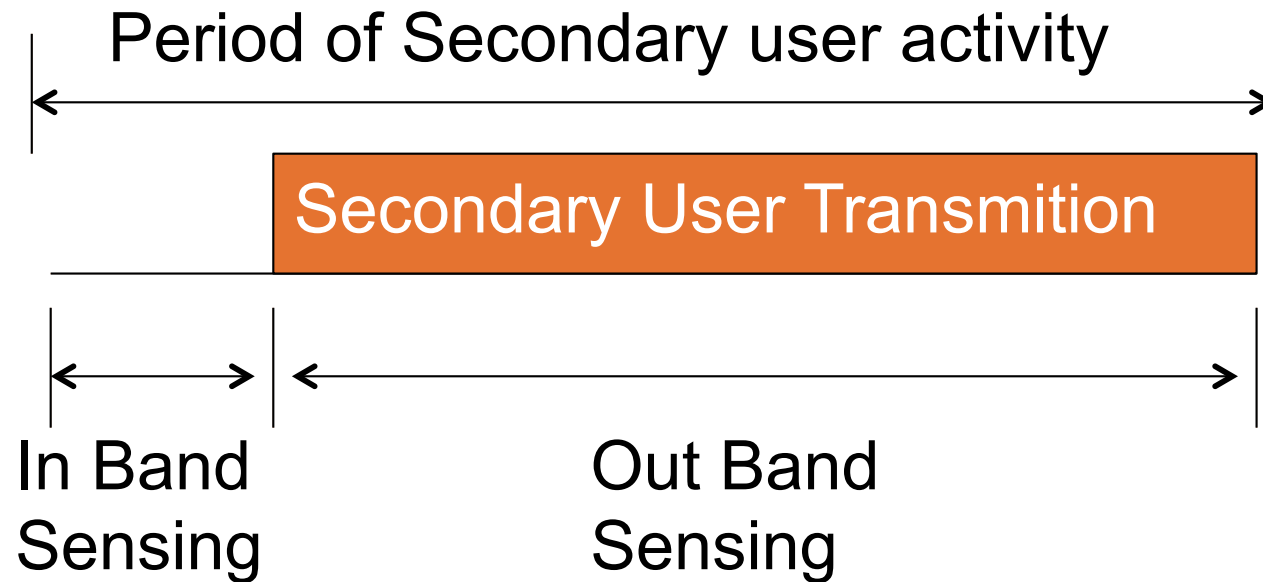 Period of Secondary user activity
Secondary User Transmition
In Band
Sensing
Out Band
Sensing